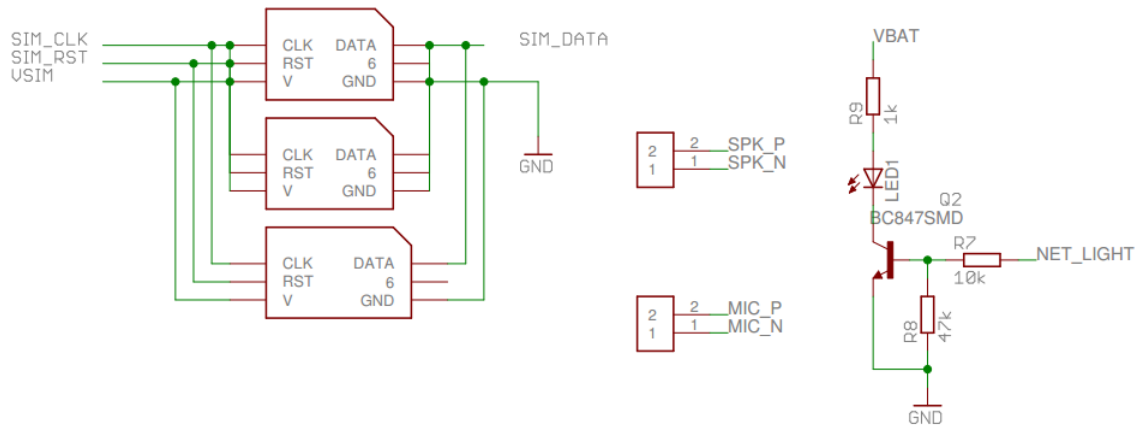 SIM_CLK
SIM_RST
VSIM
CLK DATA
RST 6
V GND
SIM_DATA
GND
CLK DATA
RST 6
V GND
CLK DATA
RST 6
V GND
2 2 SPK_P
1 1 SPK_N
2 2 MIC_P
1 1 MIC_N
VBAT
R9
1k
LED1
Q2
BC847SMD
R7
10k
NET_LIGHT
R8
47k
GND